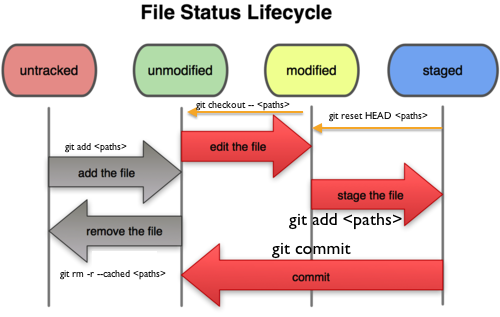 File Status Lifecycle
untracked
unmodified
modified
staged
git checkout -- <paths>
git reset HEAD <paths>
git add <paths>
edit the file
add the file
stage the file
git add <paths>
remove the file
git commit
git rm -r --cached <paths>
commit